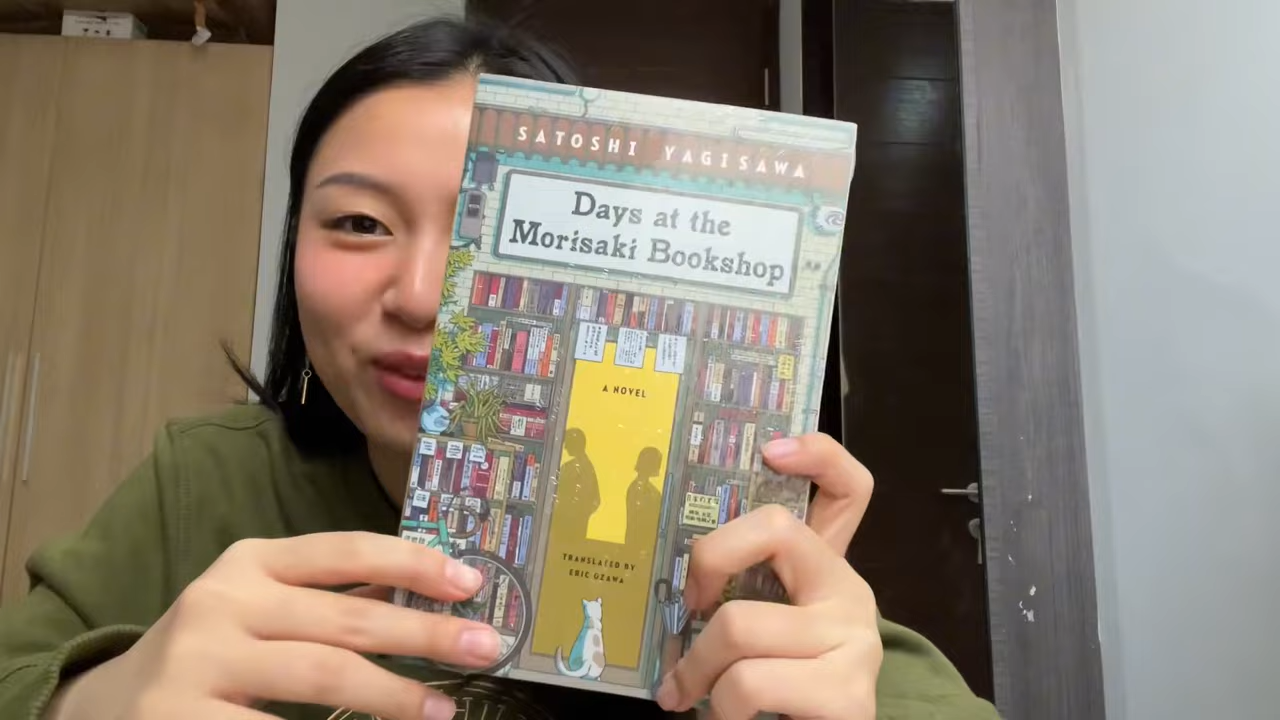 SATOSHI YAGISAWA
Days at the
Morisaki Bookshop
A NOVEL
TRANSLATED BY
ERIC OZAWA